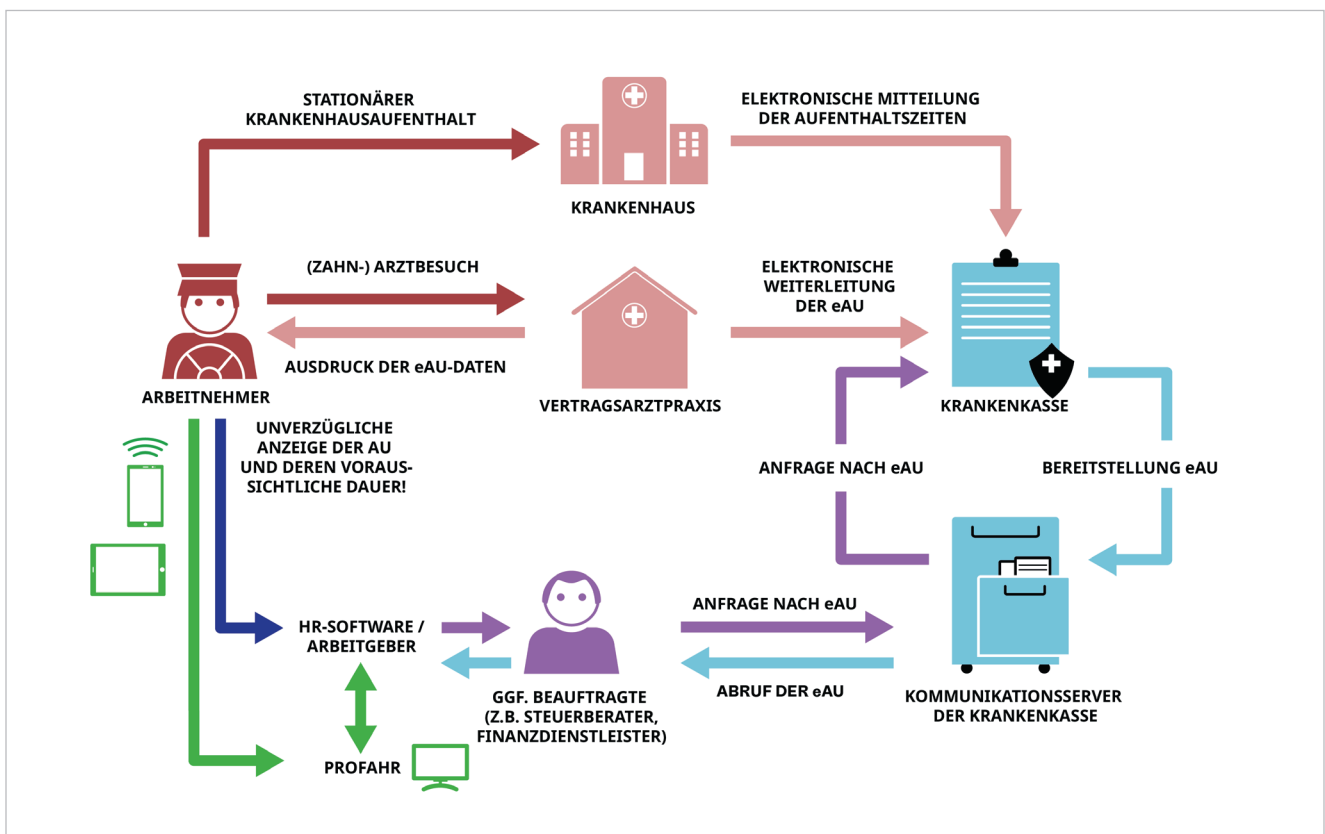 STATIONÄRER
KRANKENHAUSAUFENTHALT
ELEKTRONISCHE MITTEILUNG
DER AUFENTHALTSZEITEN
KRANKENHAUS
(ZAHN-) ARZTBESUCH
ELEKTRONISCHE
WEITERLEITUNG
DER eAU
AUSDRUCK DER eAU-DATEN
ARBEITNEHMER
VERTRAGSARZTPRAXIS
KRANKENKASSE
UNVERZÜGLICHE
ANZEIGE DER AU
UND DEREN VORAUS-
SICHTLICHE DAUER!
ANFRAGE NACH eAU
BEREITSTELLUNG eAU
HR-SOFTWARE /
ARBEITGEBER
ANFRAGE NACH eAU
ABRUF DER eAU
GGF. BEAUFTRAGTE
(Z.B. STEUERBERATER,
FINANZDIENSTLEISTER)
KOMMUNIKATIONSSERVER
DER KRANKENKASSE
PROFAHR